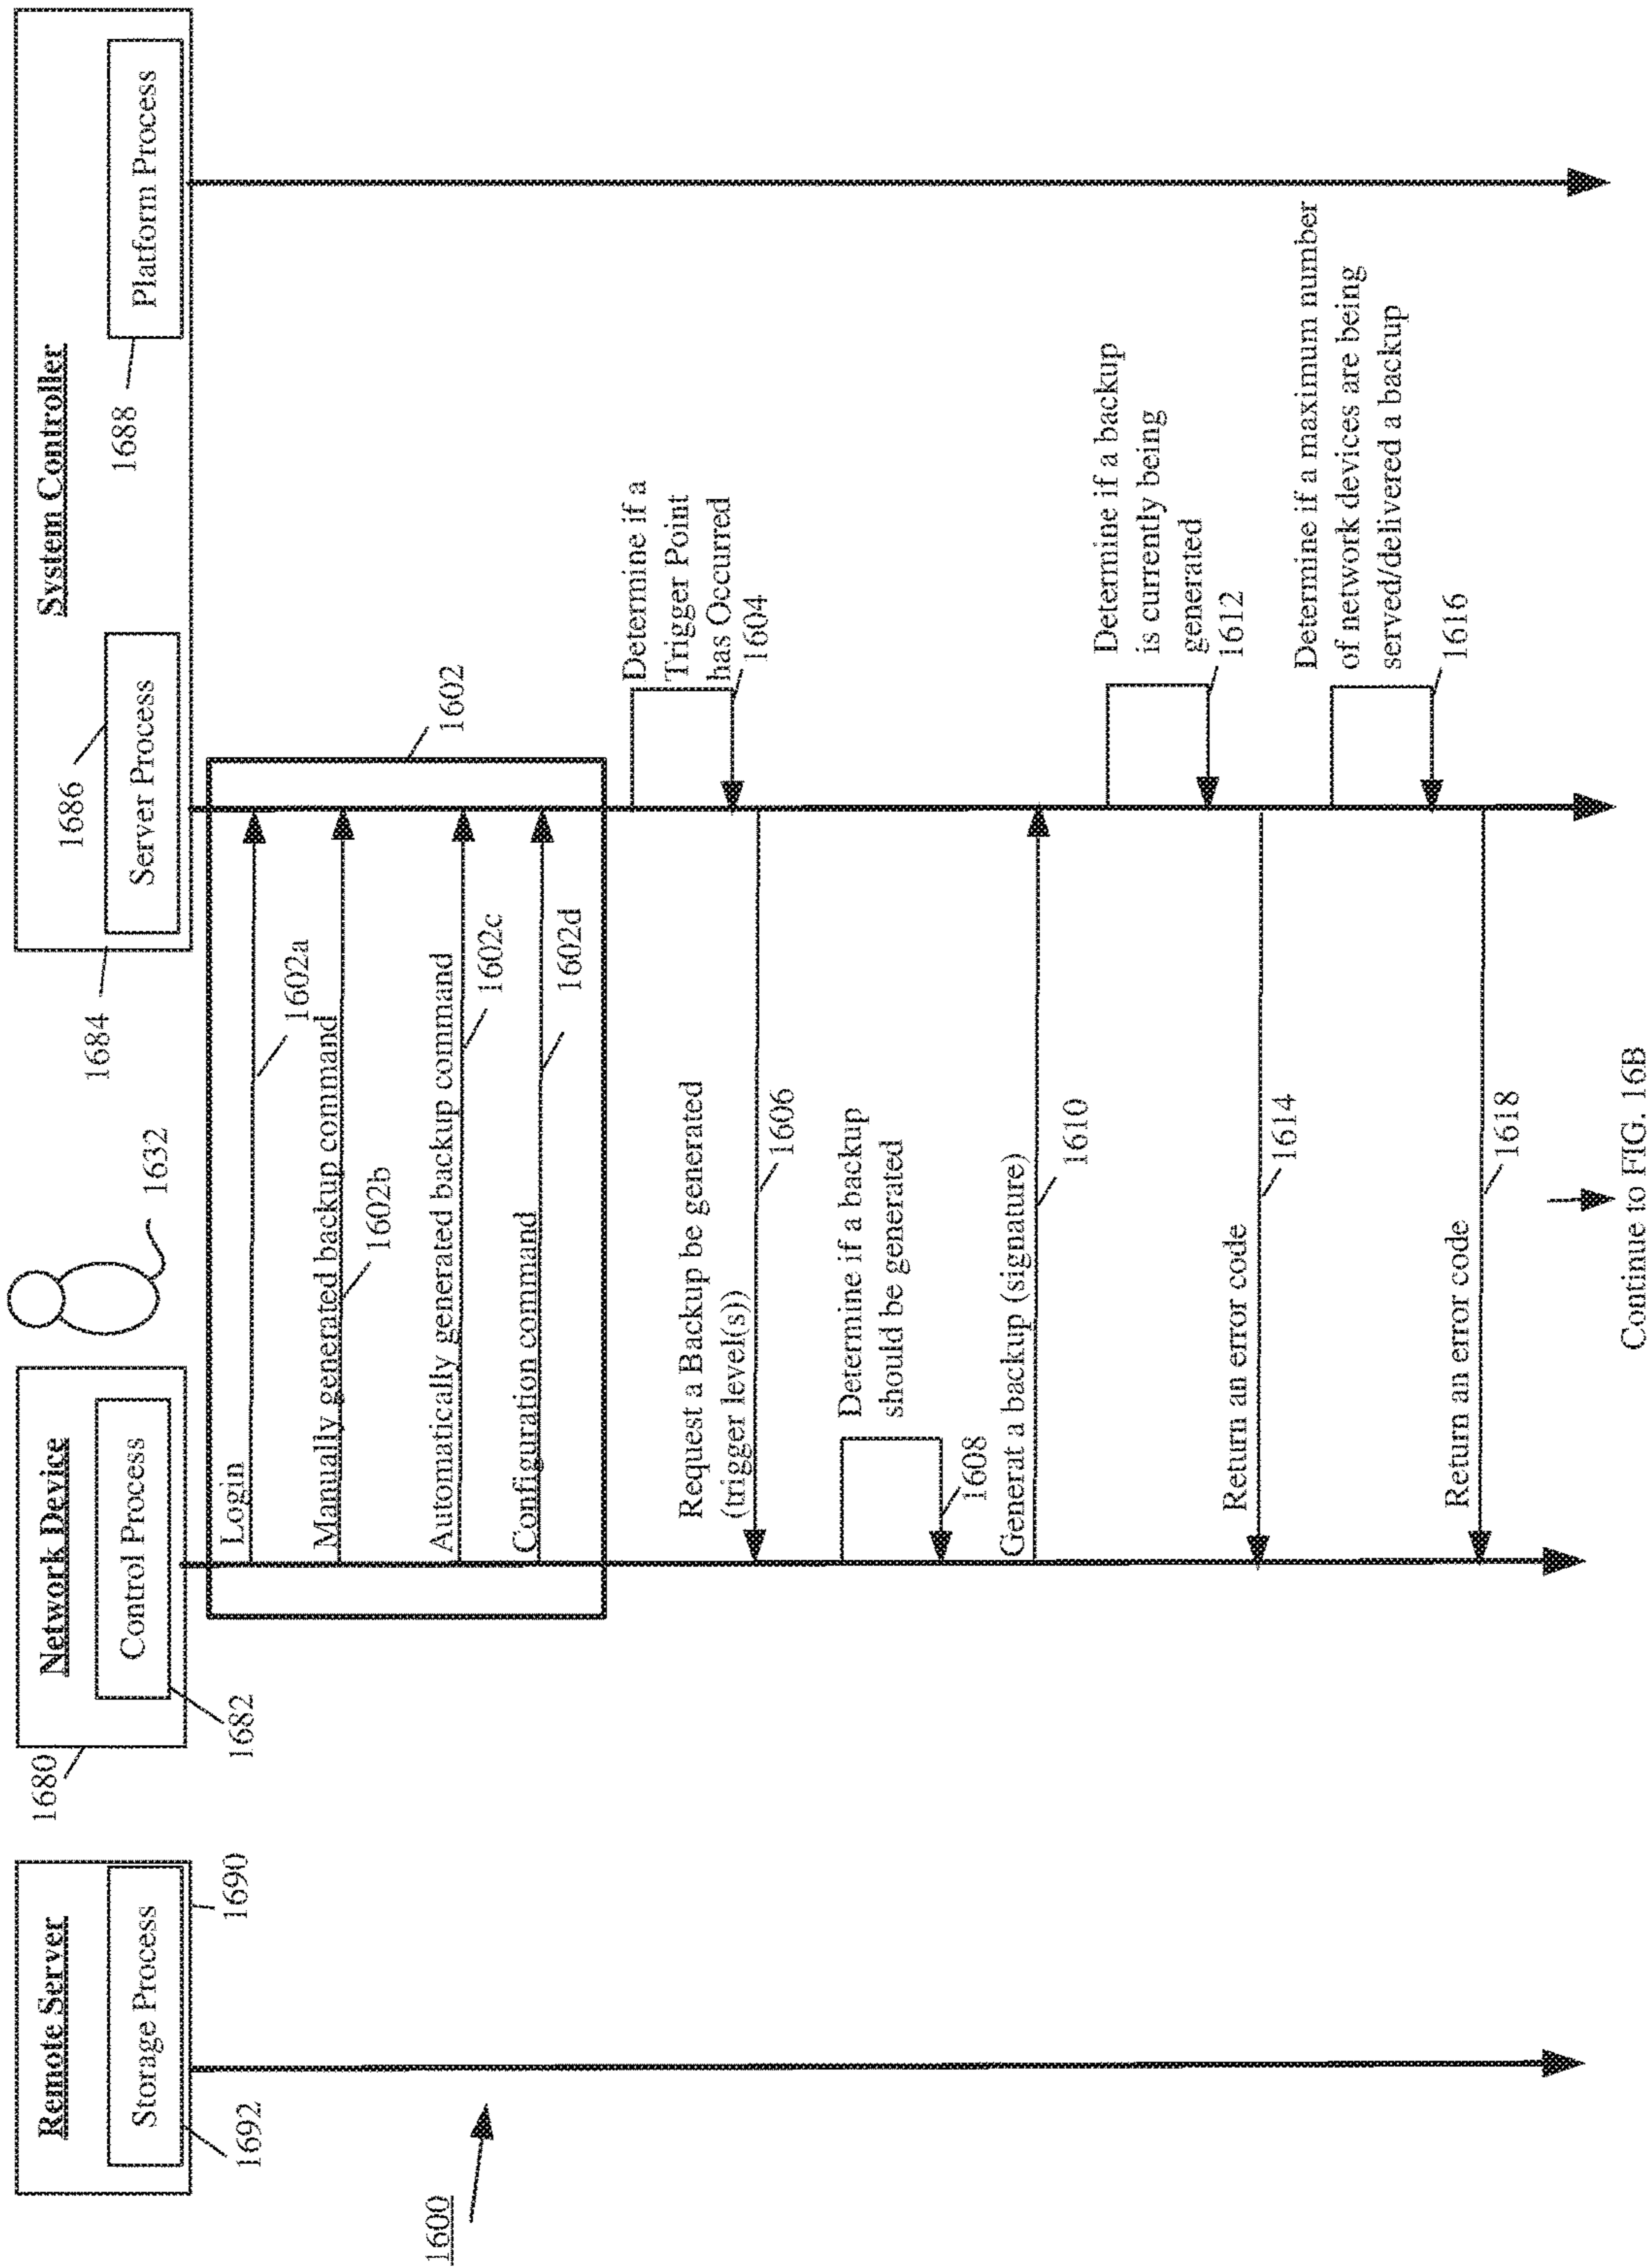 Remote Server
Storage Process
1692
1690
Network Device
Control Process
1680
1682
1632
System Controller
Server Process
Platform Process
1684
1686
1688
1600
1602
Login
1602a
Manually generated backup command
1602b
Automatically generated backup command
1602c
Configuration command
1602d
Determine if a
Trigger Point
has Occurred
1604
Request a Backup be generated
(trigger level(s))
1606
Determine if a backup
should be generated
1608
Generat a backup (signature)
1610
Determine if a backup
is currently being
generated
1612
Return an error code
1614
Determine if a maximum number
of network devices are being
served/delivered a backup
1616
Return an error code
1618
Continue to FIG. 16B